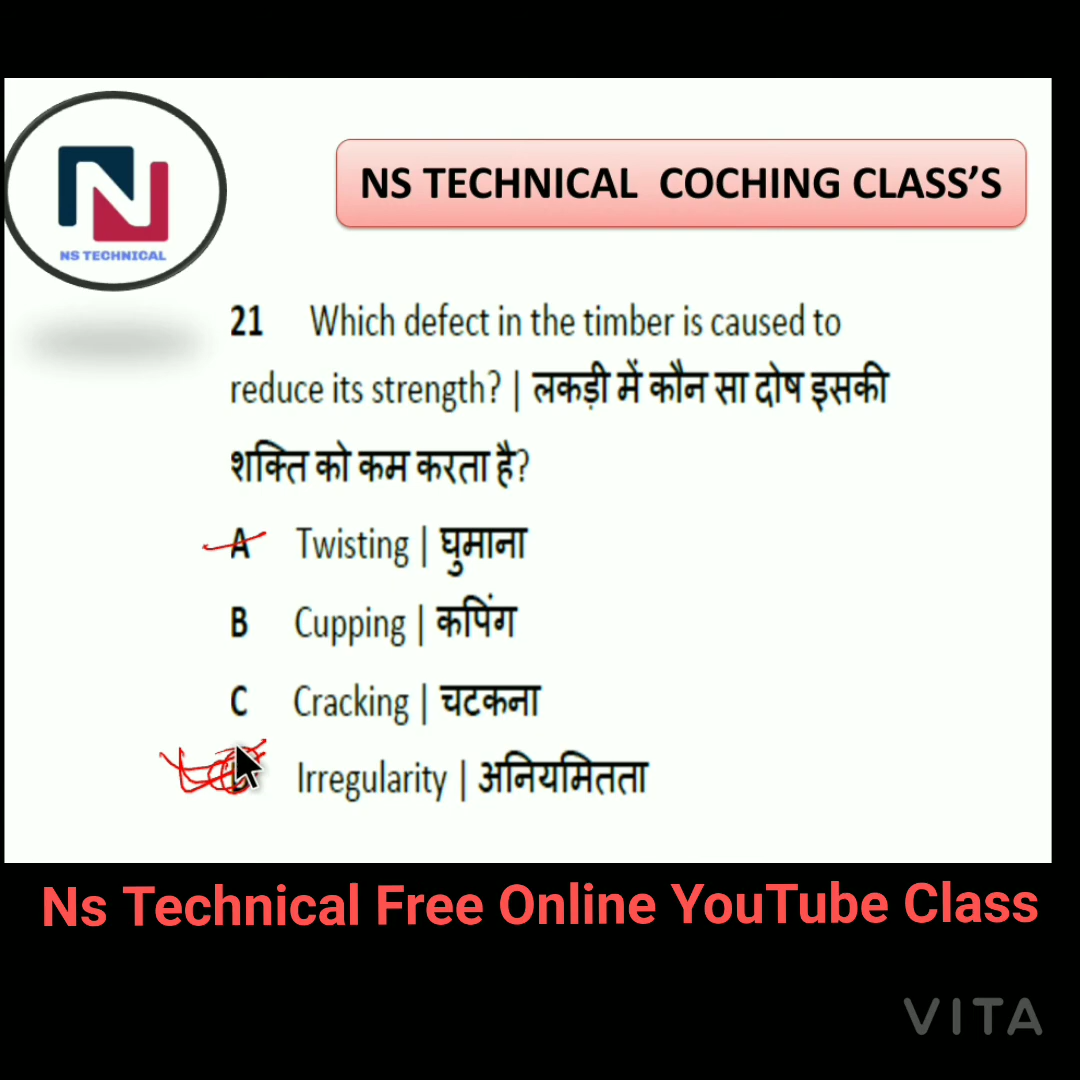 NS TECHNICAL
NS TECHNICAL COCHING CLASS’S
21 Which defect in the timber is caused to
reduce its strength? | लकड़ी में कौन सा दोष इसकी
शक्ति को कम करता है?
A Twisting | घुमाना
B Cupping | कपिंग
C Cracking | चटकना
Irregularity | अनियमितता
Ns Technical Free Online YouTube Class
VITA